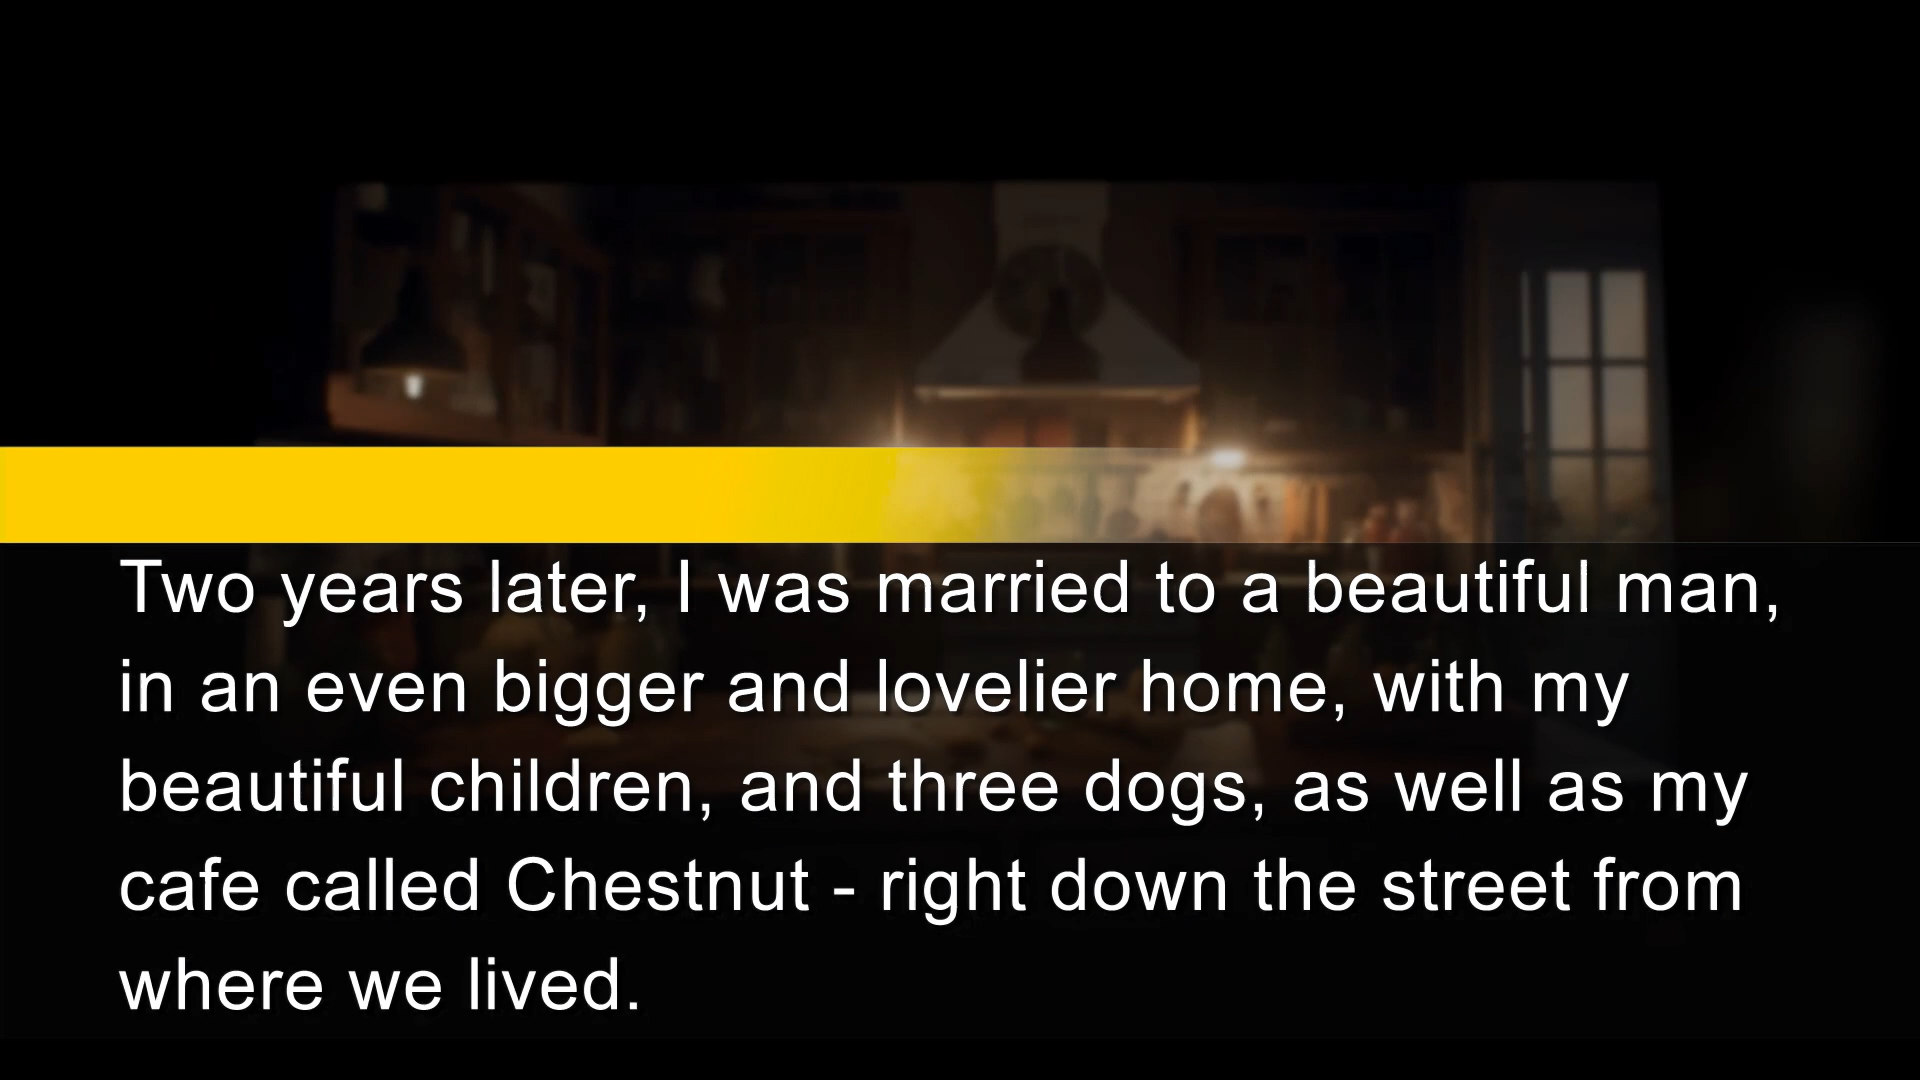 Two years later, I was married to a beautiful man,
in an even bigger and lovelier home, with my
beautiful children, and three dogs, as well as my
cafe called Chestnut - right down the street from
where we lived.